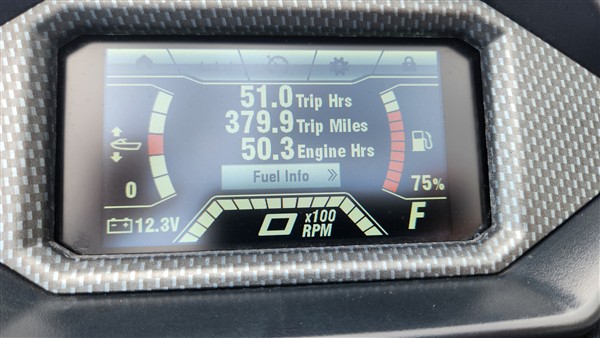 51.0 Trip Hrs
379.9 Trip Miles
50.3 Engine Hrs
Fuel Info >>
0
75%
12.3V
0 x100
RPM
F